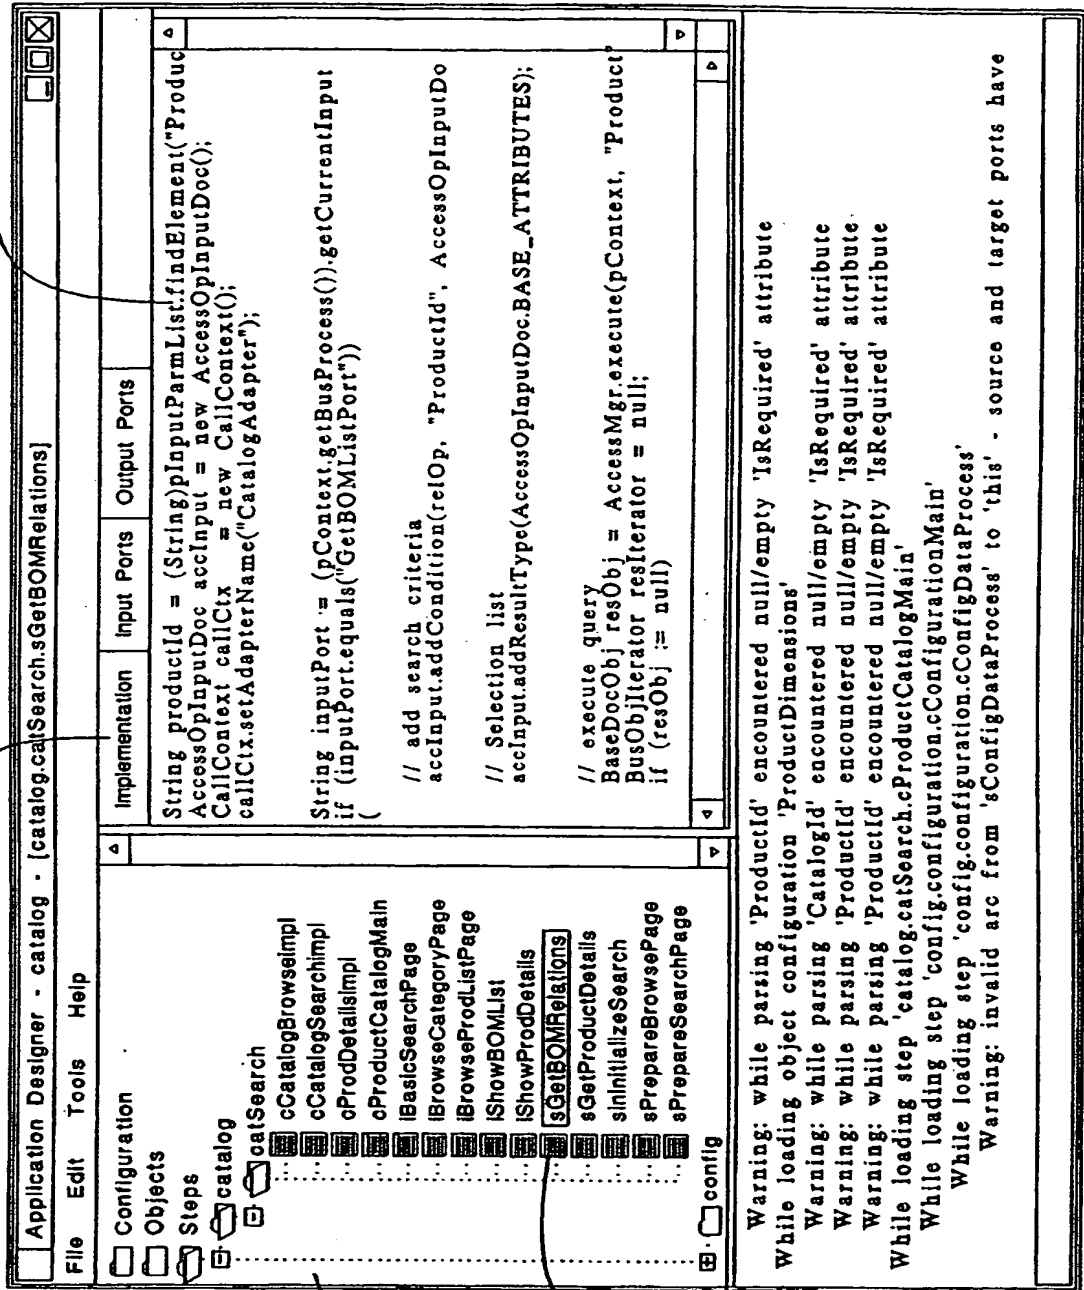 Application Designer - catalog - [catalog.catSearch.sGetBOMRelations]
File Edit Tools Help
Configuration
Objects
Steps
catalog
catSearch
cCatalogBrowseImpl
cCatalogSearchImpl
cProdDetailsImpl
cProductCatalogMain
iBasicSearchPage
iBrowseCategoryPage
iBrowseProdListPage
iShowBOMList
iShowProdDetails
sGetBOMRelations
sGetProductDetails
sInInitializeSearch
sPrepareBrowsePage
sPrepareSearchPage
config
Implementation Input Ports Output Ports
String productId = (String)pInputParmList.findElement("Produc
AccessOpInputDoc accInput = new AccessOpInputDoc();
CallContext callCtx = new CallContext();
callCtx.setAdapterName("CatalogAdapter");
String inputPort := (pContext.getBusProcess()).getCurrentInput
if (inputPort.equals("GetBOMListPort"))
(
// add search criteria
accInput.addCondition(relOp, "ProductId", AccessOpInputDo
// Selection list
accInput.addResultType(AccessOpInputDoc.BASE_ATTRIBUTES);
// execute query
BaseDocObj resObj = AccessMgr.execute(pContext, "Product"
BusObjIterator resIterator = null;
if (resObj := null)
Warning: while parsing 'ProductId' encountered null/empty 'IsRequired' attribute
While loading object configuration 'ProductDimensions'
Warning: while parsing 'CatalogId' encountered null/empty 'IsRequired' attribute
Warning: while parsing 'ProductId' encountered null/empty 'IsRequired' attribute
Warning: while parsing 'ProductId' encountered null/empty 'IsRequired' attribute
While loading step 'catalog.catSearch.cProductCatalogMain'
While loading step 'config.configuration.cConfigurationMain'
While loading step 'config.configuration.cConfigDataProcess'
Warning: invalid arc from 'sConfigDataProcess' to 'this' - source and target ports have